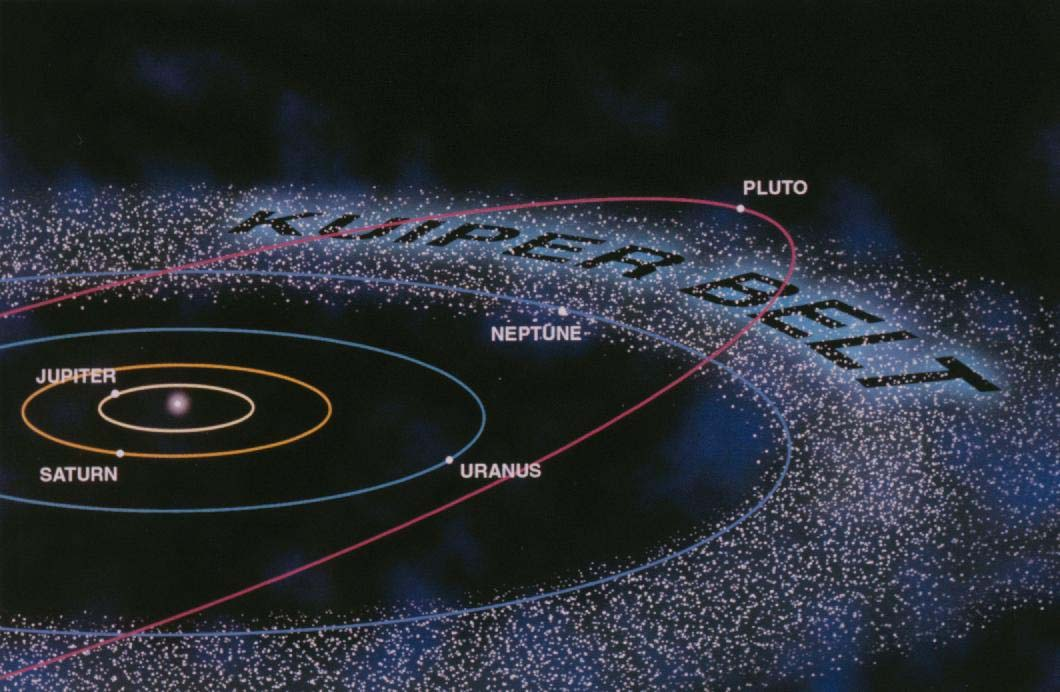 PLUTO
KUIPER BELT
NEPTUNE
JUPITER
SATURN
URANUS